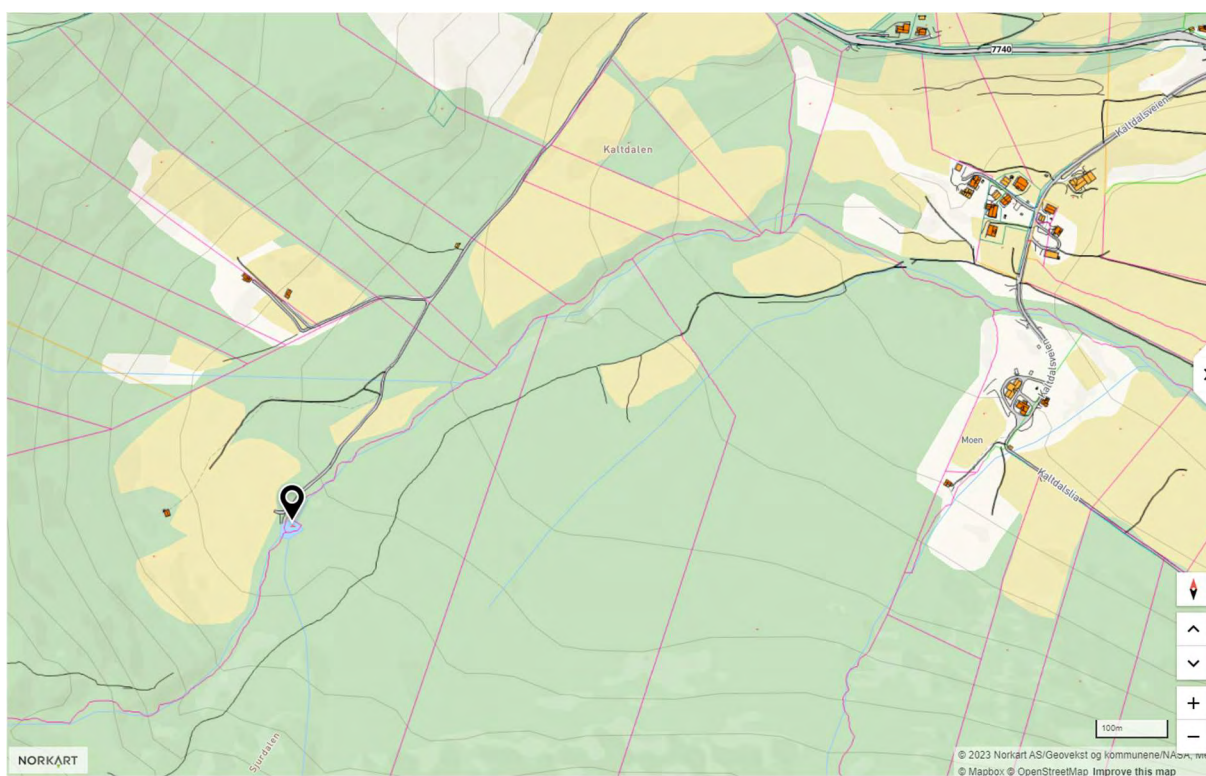 7740
Kaltdalsveien
Kaltdalen
Kaltdalsveien
Moen
Kaltdalslia
Sjurdalen
100m
NORKART
© 2023 Norkart AS/Geovekst og kommunene/NASA,
© Mapbox © OpenStreetMap Improve this map